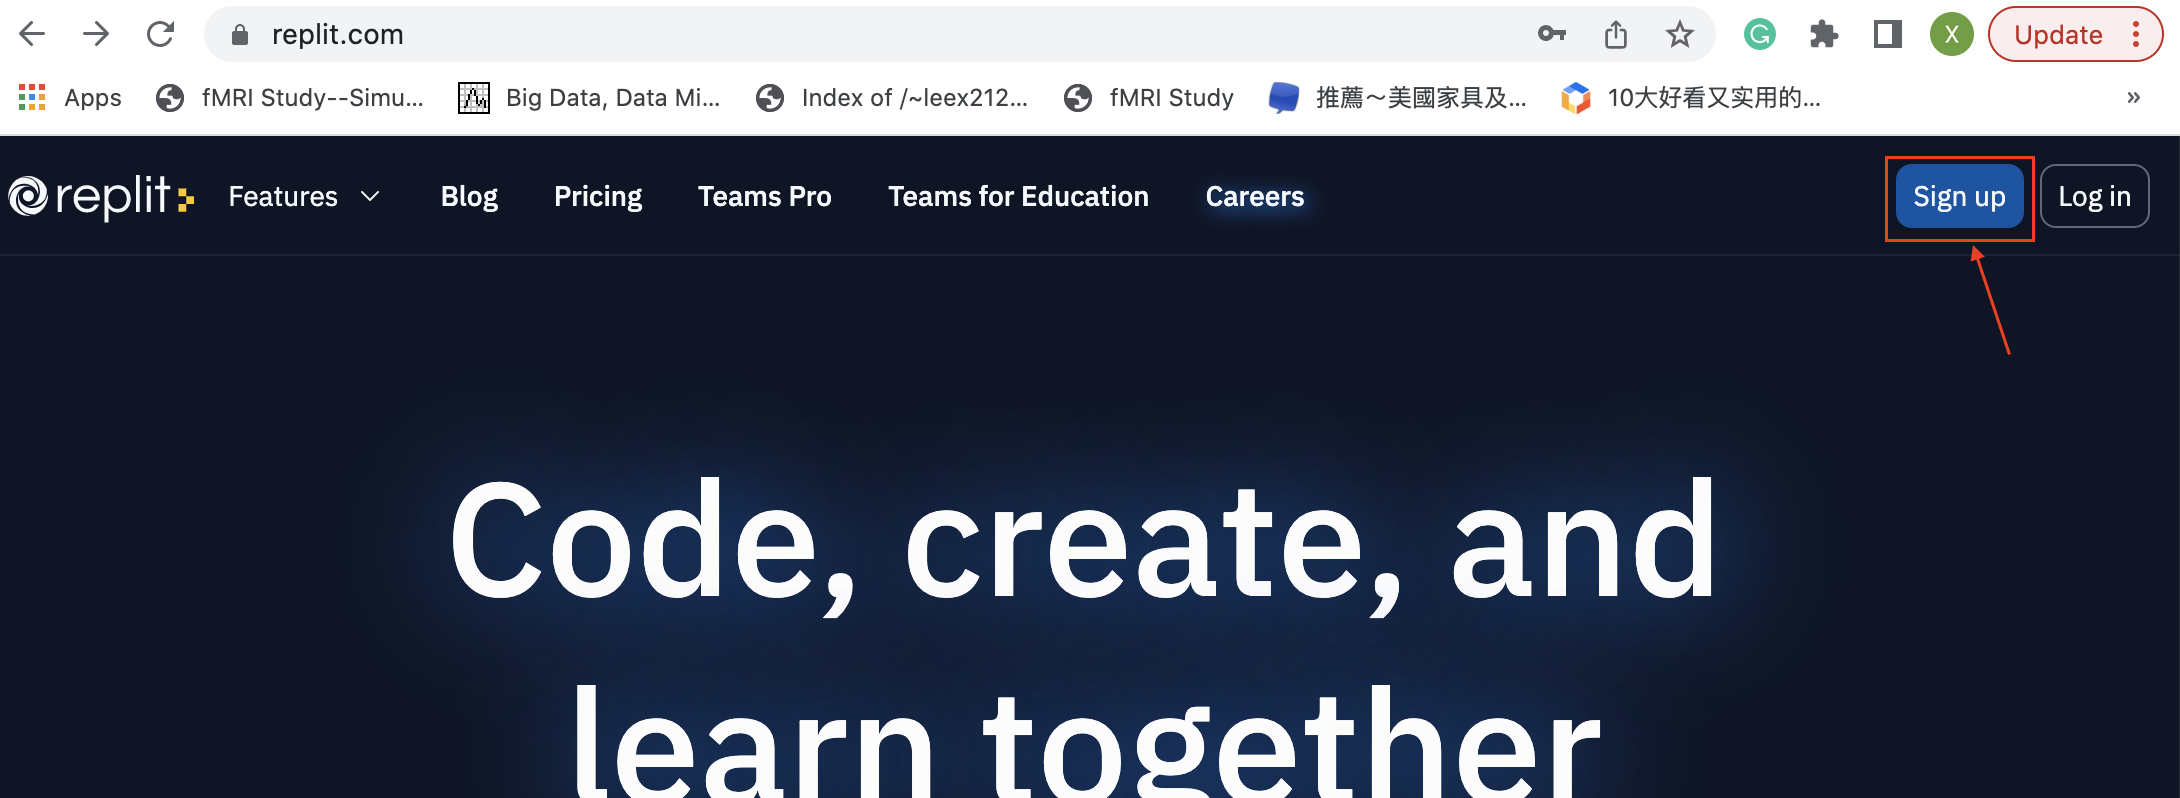 replit.com
X
Update
Apps
fMRI Study--Simu...
Big Data, Data Mi...
Index of /~leex212...
fMRI Study
推薦～美國家具及...
10大好看又实用的...
»
replit
Features
Blog
Pricing
Teams Pro
Teams for Education
Careers
Sign up
Log in
Code, create, and
learn together